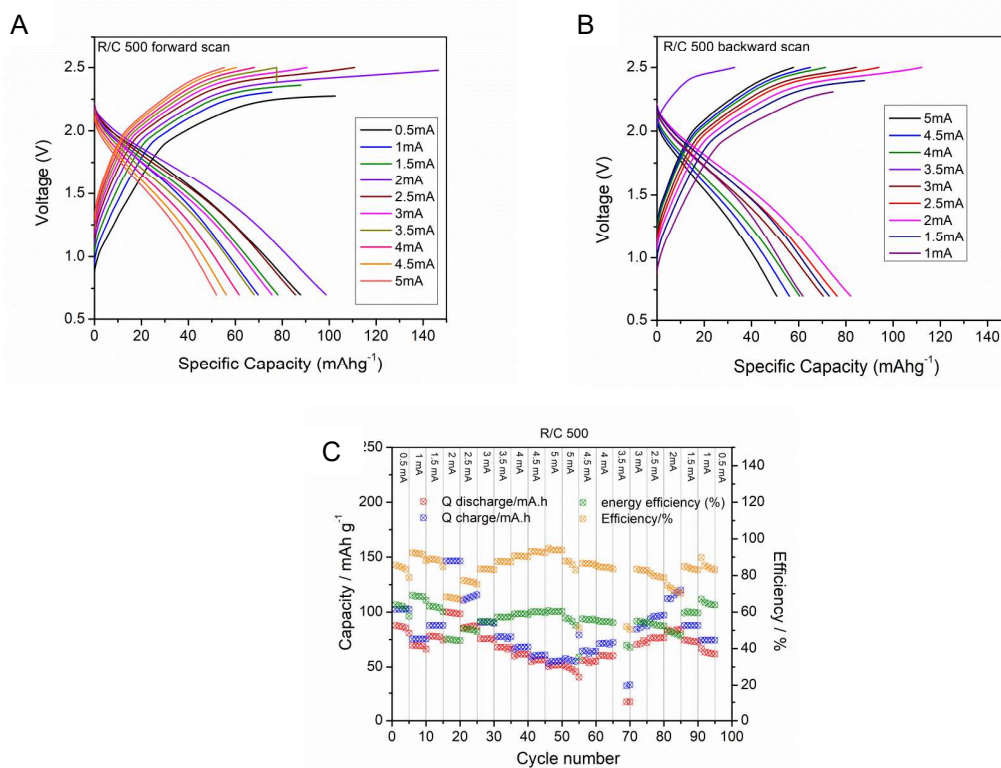 A
R/C 500 forward scan
2.5
2.0
1.5
1.0
0.5
Voltage (V)
0
20
40
60
80
100
120
140
Specific Capacity (mAhg-1)
0.5mA
1mA
1.5mA
2mA
2.5mA
3mA
3.5mA
4mA
4.5mA
5mA
B
R/C 500 backward scan
2.5
2.0
1.5
1.0
0.5
Voltage (V)
0
20
40
60
80
100
120
140
Specific Capacity (mAhg-1)
5mA
4.5mA
4mA
3.5mA
3mA
2.5mA
2mA
1.5mA
1mA
C
R/C 500
250
200
150
100
50
0
Capacity / mAh g-1
0.5 mA
1 mA
1.5 mA
2 mA
2.5 mA
3 mA
3.5 mA
4 mA
4.5 mA
5 mA
5 mA
4.5 mA
4 mA
3.5 mA
3 mA
2.5 mA
2mA
1.5 mA
1 mA
0.5 mA
Q discharge/mA.h
Q charge/mA.h
energy efficiency (%)
Efficiency/%
140
120
100
80
60
40
20
0
Efficiency / %
0
10
20
30
40
50
60
70
80
90
100
Cycle number